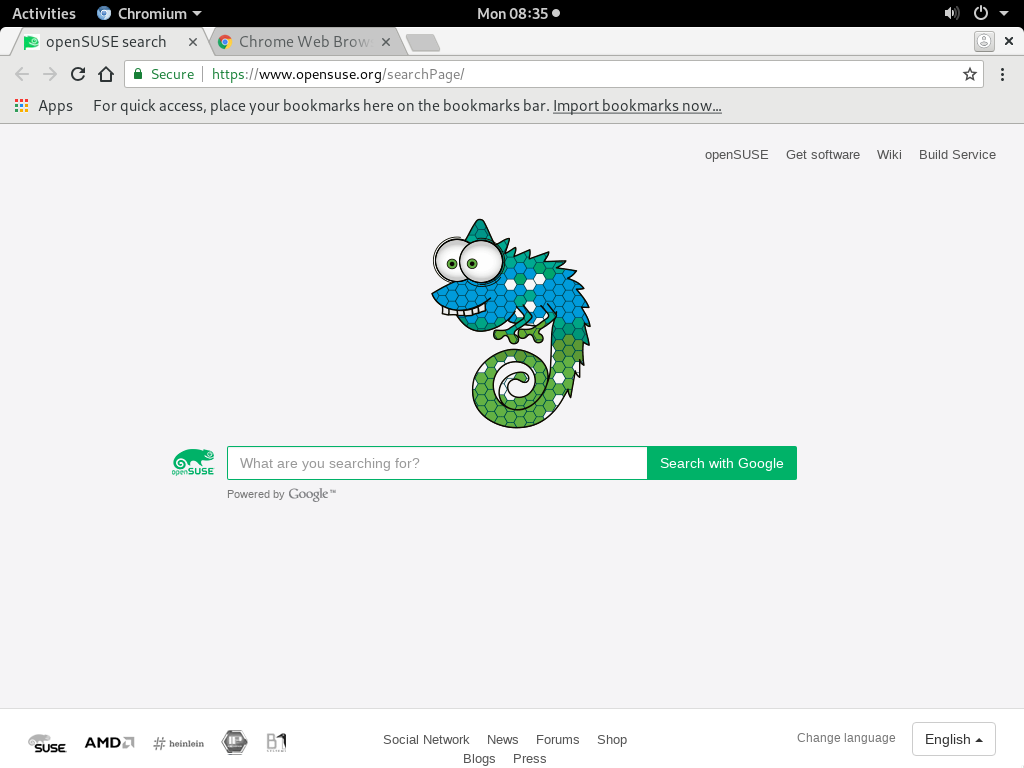 Activities Chromium Mon 08:35
openSUSE search Chrome Web Brow
Secure https://www.opensuse.org/searchPage/
Apps For quick access, place your bookmarks here on the bookmarks bar. Import bookmarks now...
openSUSE Get software Wiki Build Service
openSUSE What are you searching for? Search with Google
Powered by Google™
SUSE AMD # heinlein B1 Social Network News Forums Shop Change language English
Blogs Press